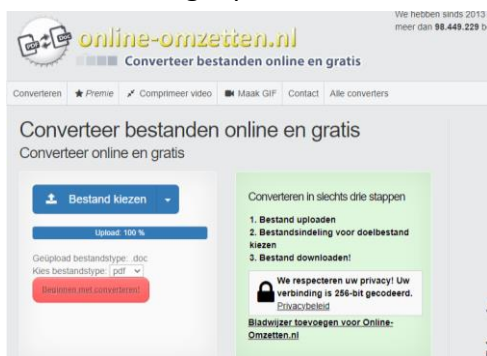 We hebben sinds 2013
meer dan 98.449.229 b
PDF
Doc
online-omzetten.nl
Converteer bestanden online en gratis
Converteren Premie Comprimeer video Maak GIF Contact Alle converters
Converteer bestanden online en gratis
Converteer online en gratis
Bestand kiezen
Upload: 100 %
Geüpload bestandstype: .doc
Kies bestandstype: pdf
Beginnen met converteren!
Converteren in slechts drie stappen
1. Bestand uploaden
2. Bestandsindeling voor doelbestand
kiezen
3. Bestand downloaden!
We respecteren uw privacy! Uw
verbinding is 256-bit gecodeerd.
Privacybeleid
Bladwijzer toevoegen voor Online-
Omzetten.nl